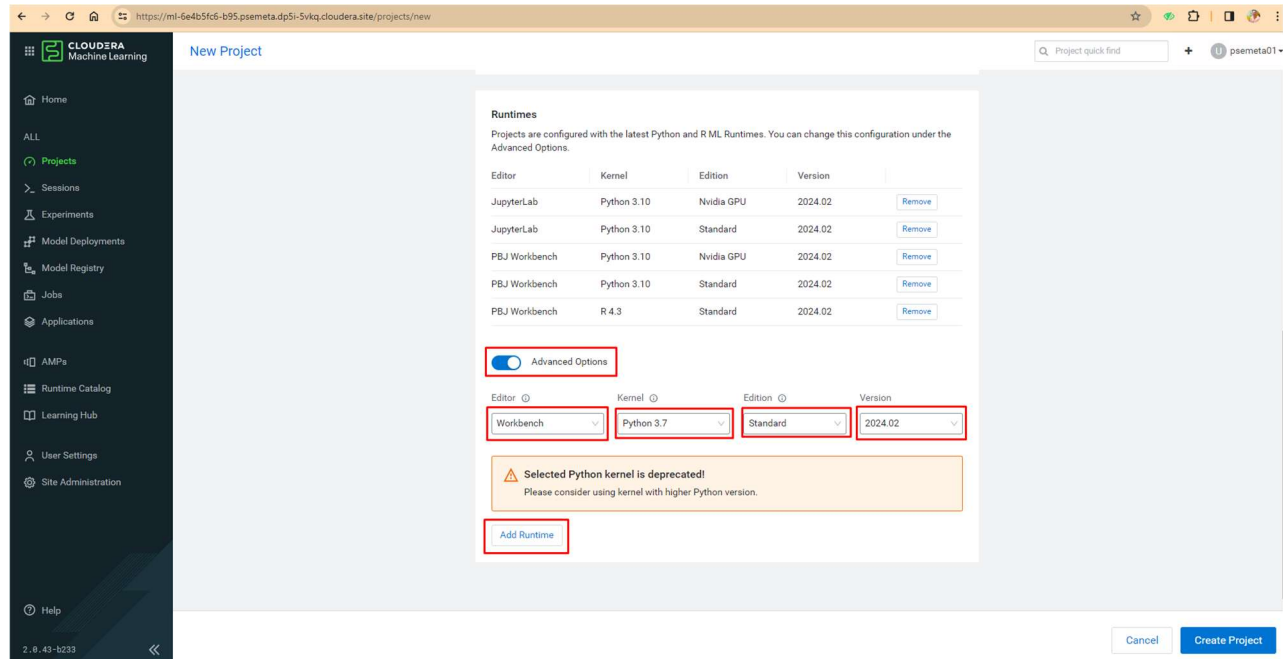 https://ml-6e4b5fc6-b95.psemeta.dp5i-5vkq.cloudera.site/projects/new
CLOUDERA
Machine Learning
New Project
Project quick find
+
U
psemeta01
Home
ALL
Projects
Sessions
Experiments
Model Deployments
Model Registry
Jobs
Applications
AMPs
Runtime Catalog
Learning Hub
User Settings
Site Administration
Help
2.0.43-b233
Runtimes
Projects are configured with the latest Python and R ML Runtimes. You can change this configuration under the
Advanced Options.
Editor Kernel Edition Version
JupyterLab Python 3.10 Nvidia GPU 2024.02 Remove
JupyterLab Python 3.10 Standard 2024.02 Remove
PBJ Workbench Python 3.10 Nvidia GPU 2024.02 Remove
PBJ Workbench Python 3.10 Standard 2024.02 Remove
PBJ Workbench R 4.3 Standard 2024.02 Remove
Advanced Options
Editor Kernel Edition Version
Workbench Python 3.7 Standard 2024.02
Selected Python kernel is deprecated!
Please consider using kernel with higher Python version.
Add Runtime
Cancel Create Project